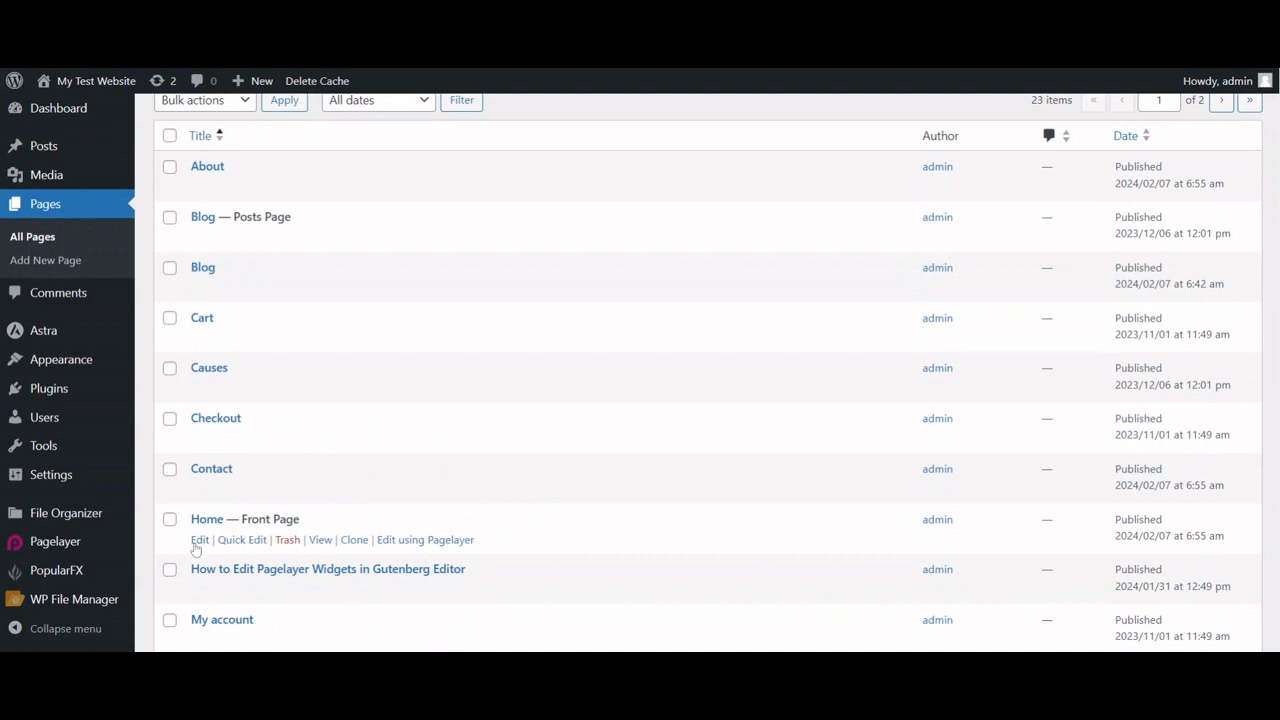 My Test Website 2 0 New Delete Cache Howdy, admin
Dashboard
Posts
Media
Pages
All Pages
Add New Page
Comments
Astra
Appearance
Plugins
Users
Tools
Settings
File Organizer
Pagelayer
PopularFX
WP File Manager
Collapse menu
Bulk actions Apply All dates Filter 23 items « ‹ 1 of 2 › »
Title Author Date
About admin — Published
2024/02/07 at 6:55 am
Blog — Posts Page admin — Published
2023/12/06 at 12:01 pm
Blog admin — Published
2024/02/07 at 6:42 am
Cart admin — Published
2023/11/01 at 11:49 am
Causes admin — Published
2023/12/06 at 12:01 pm
Checkout admin — Published
2023/11/01 at 11:49 am
Contact admin — Published
2024/02/07 at 6:55 am
Home — Front Page admin — Published
Edit | Quick Edit | Trash | View | Clone | Edit using Pagelayer 2024/02/07 at 6:55 am
How to Edit Pagelayer Widgets in Gutenberg Editor admin — Published
2024/01/31 at 12:49 pm
My account admin — Published
2023/11/01 at 11:49 am